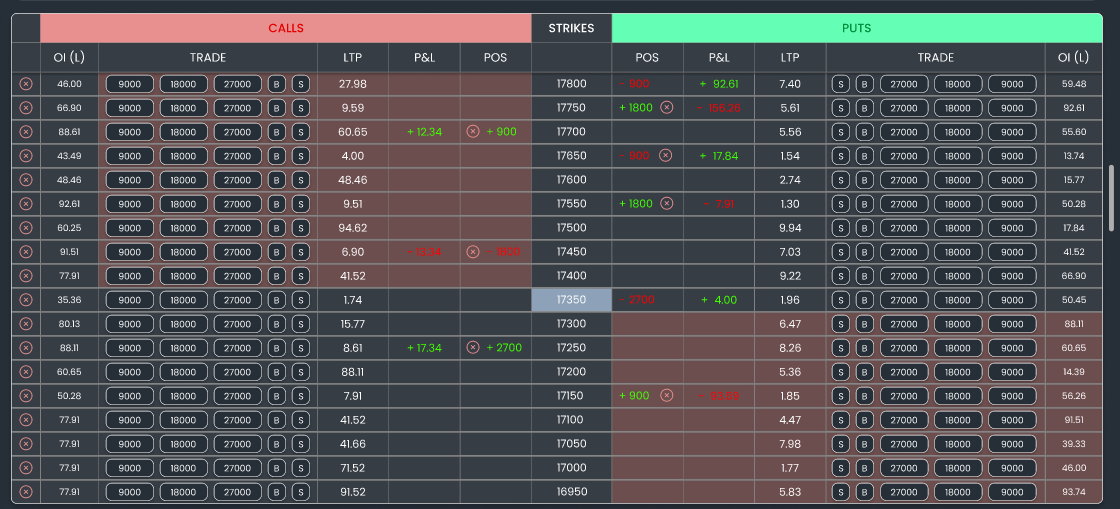 CALLS STRIKES PUTS
OI (L) TRADE LTP P&L POS POS P&L LTP TRADE OI (L)
46.00 9000 18000 27000 B S 27.98 17800 - 900 + 92.61 7.40 S B 27000 18000 9000 59.48
66.90 9000 18000 27000 B S 9.59 17750 + 1800 5.61 S B 27000 18000 9000 92.61
88.61 9000 18000 27000 B S 60.65 + 12.34 + 900 17700 5.56 S B 27000 18000 9000 55.60
43.49 9000 18000 27000 B S 4.00 17650 - 900 + 17.84 1.54 S B 27000 18000 9000 13.74
48.46 9000 18000 27000 B S 48.46 17600 2.74 S B 27000 18000 9000 15.77
92.61 9000 18000 27000 B S 9.51 17550 + 1800 - 7.91 1.30 S B 27000 18000 9000 50.28
60.25 9000 18000 27000 B S 94.62 17500 9.94 S B 27000 18000 9000 17.84
91.51 9000 18000 27000 B S 6.90 17450 7.03 S B 27000 18000 9000 41.52
77.91 9000 18000 27000 B S 41.52 17400 9.22 S B 27000 18000 9000 66.90
35.36 9000 18000 27000 B S 1.74 17350 - 2700 + 4.00 1.96 S B 27000 18000 9000 50.45
80.13 9000 18000 27000 B S 15.77 17300 6.47 S B 27000 18000 9000 88.11
88.11 9000 18000 27000 B S 8.61 + 17.34 + 2700 17250 8.26 S B 27000 18000 9000 60.65
60.65 9000 18000 27000 B S 88.11 17200 5.36 S B 27000 18000 9000 14.39
50.28 9000 18000 27000 B S 7.91 17150 + 900 1.85 S B 27000 18000 9000 56.26
77.91 9000 18000 27000 B S 41.52 17100 4.47 S B 27000 18000 9000 91.51
77.91 9000 18000 27000 B S 41.66 17050 7.98 S B 27000 18000 9000 39.33
77.91 9000 18000 27000 B S 71.52 17000 1.77 S B 27000 18000 9000 46.00
77.91 9000 18000 27000 B S 91.52 16950 5.83 S B 27000 18000 9000 93.74